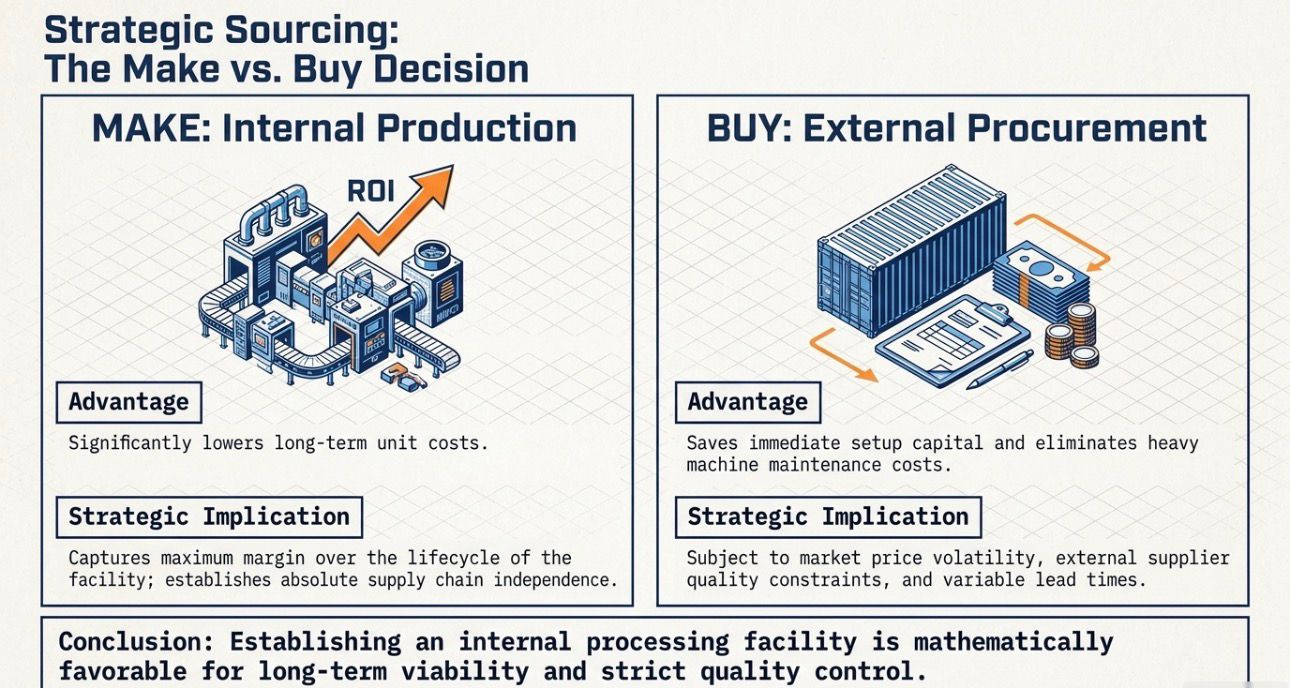 Strategic Sourcing:
The Make vs. Buy Decision
MAKE: Internal Production
ROI
Advantage
Significantly lowers long-term unit costs.
Strategic Implication
Captures maximum margin over the lifecycle of the
facility; establishes absolute supply chain independence.
BUY: External Procurement
Advantage
Saves immediate setup capital and eliminates heavy
machine maintenance costs.
Strategic Implication
Subject to market price volatility, external supplier
quality constraints, and variable lead times.
Conclusion: Establishing an internal processing facility is mathematically
favorable for long-term viability and strict quality control.